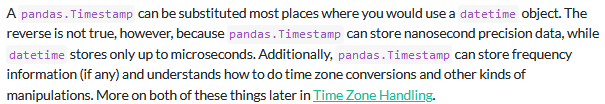 A pandas.Timestamp can be substituted most places where you would use a datetime object. The
reverse is not true, however, because pandas.Timestamp can store nanosecond precision data, while
datetime stores only up to microseconds. Additionally, pandas.Timestamp can store frequency
information (if any) and understands how to do time zone conversions and other kinds of
manipulations. More on both of these things later in Time Zone Handling.